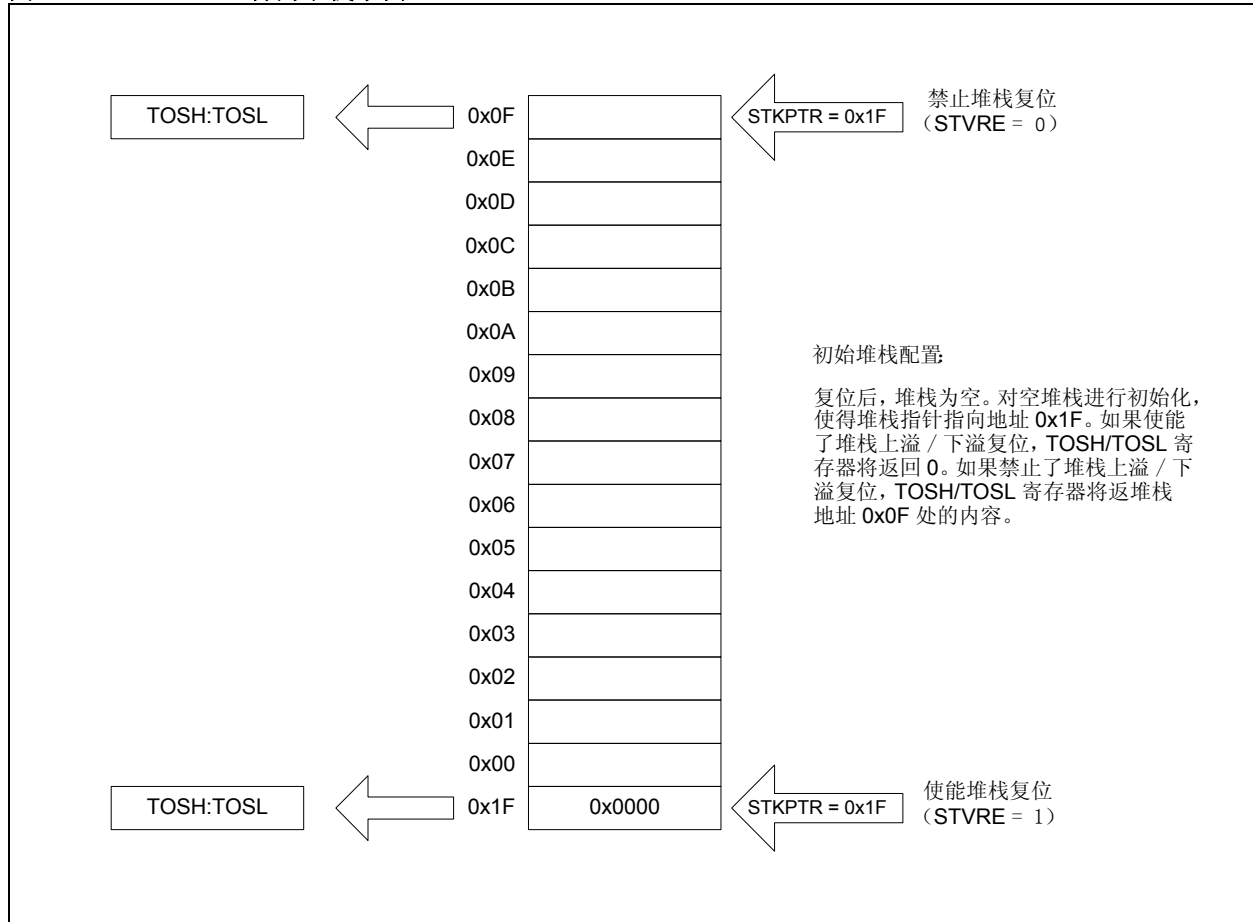 TOSH:TOSL
0x0F
STKPTR = 0x1F
禁止堆栈复位
（STVRE = 0）
0x0E
0x0D
0x0C
0x0B
0x0A
0x09
0x08
0x07
0x06
0x05
0x04
0x03
0x02
0x01
0x00
初始堆栈配置:
复位后，堆栈为空。对空堆栈进行初始化，
使得堆栈指针指向地址 0x1F。如果使能
了堆栈上溢 / 下溢复位，TOSH/TOSL 寄
存器将返回 0。如果禁止了堆栈上溢 / 下
溢复位，TOSH/TOSL 寄存器将返堆栈
地址 0x0F 处的内容。
TOSH:TOSL
0x1F
0x0000
STKPTR = 0x1F
使能堆栈复位
（STVRE = 1）